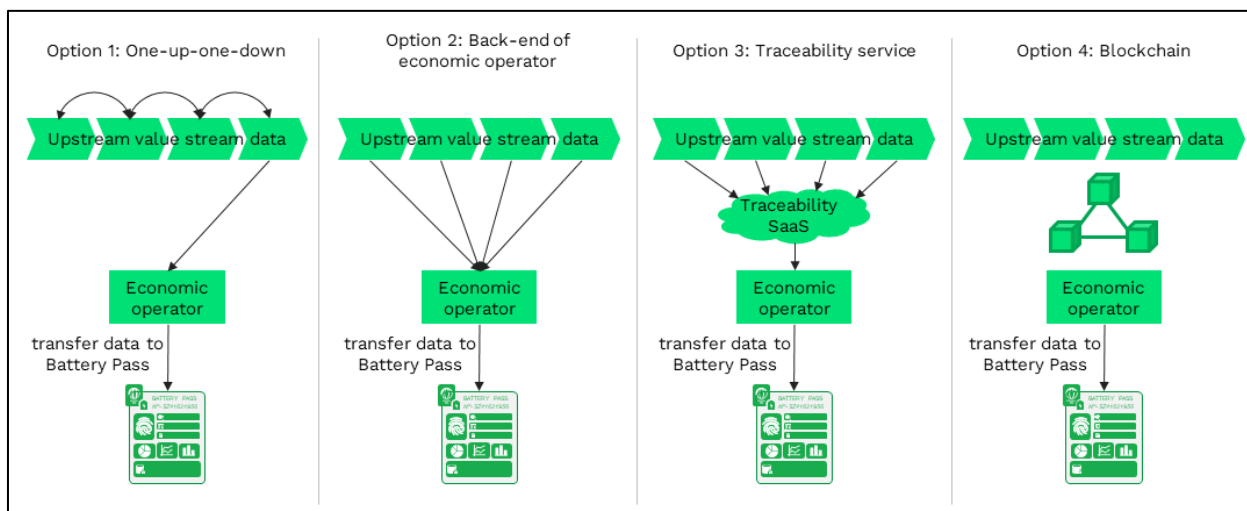 Option 1: One-up-one-down
Upstream value stream data
Economic
operator
transfer data to
Battery Pass
BATTERY PASS
Option 2: Back-end of
economic operator
Upstream value stream data
Economic
operator
transfer data to
Battery Pass
BATTERY PASS
Option 3: Traceability service
Upstream value stream data
Traceability
SaaS
Economic
operator
transfer data to
Battery Pass
BATTERY PASS
Option 4: Blockchain
Upstream value stream data
Economic
operator
transfer data to
Battery Pass
BATTERY PASS